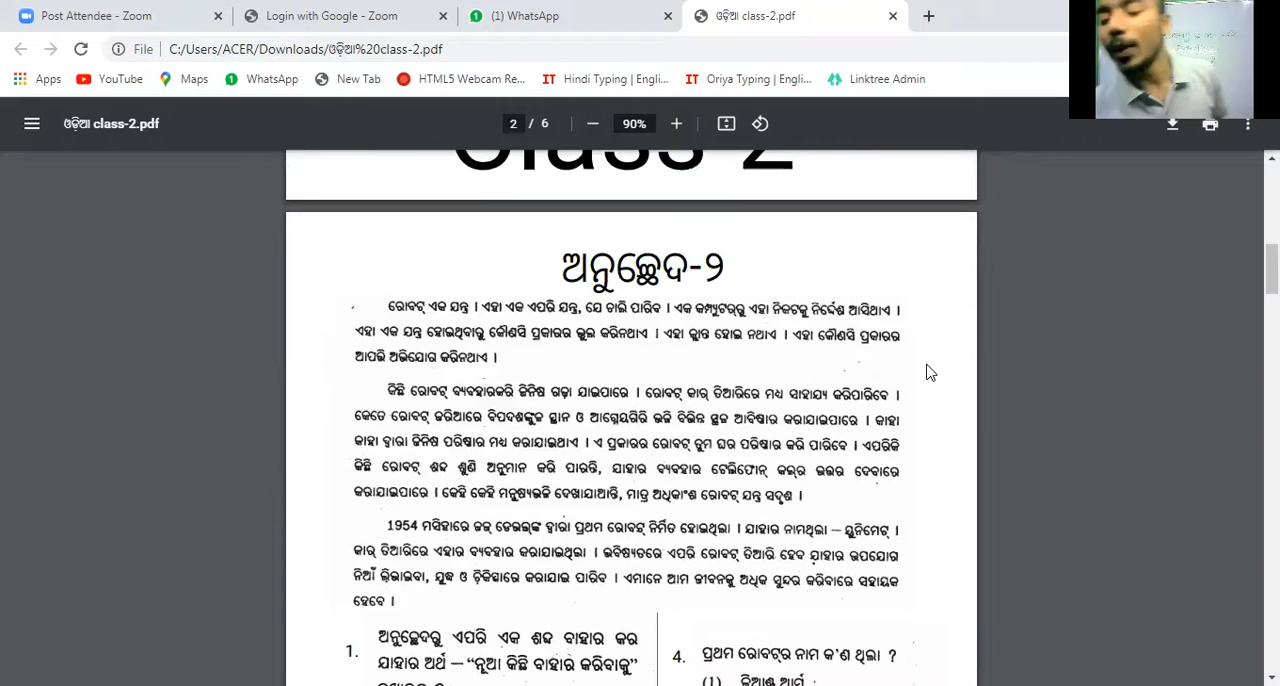 Post Attendee - Zoom
Login with Google - Zoom
(1) WhatsApp
ଓଡ଼ିଆ class-2.pdf
File
C:/Users/ACER/Downloads/ଓଡ଼ିଆ%20class-2.pdf
Apps YouTube Maps WhatsApp New Tab HTML5 Webcam Re... Hindi Typing | Engli... Oriya Typing | Engli... Linktree Admin
ଓଡ଼ିଆ class-2.pdf
2 / 6
90%
Class-2
ଅନୁଚ୍ଛେଦ-୨
ରୋବଟ୍ ଏକ ଯନ୍ତ୍ର । ଏହା ଏକ ଏପରି ଯନ୍ତ୍ର, ଯେ ଚାଲି ପାରିବ । ଏକ କମ୍ପ୍ୟୁଟର୍‌ରୁ ଏହା ନିକଟକୁ ନିର୍ଦ୍ଦେଶ ଆସିଥାଏ ।
ଏହା ଏକ ଯନ୍ତ୍ର ହୋଇଥିବାରୁ କୌଣସି ପ୍ରକାରର ଭୁଲ କରିନଥାଏ । ଏହା କ୍ଲାନ୍ତ ହୋଇ ନଥାଏ । ଏହା କୌଣସି ପ୍ରକାରର
ଆପତ୍ତି ଅଭିଯୋଗ କରିନଥାଏ ।
କିଛି ରୋବଟ୍ ବ୍ୟବହାରକରି ଜିନିଷ ଗଢ଼ା ଯାଇପାରେ । ରୋବଟ୍ କାର୍ ତିଆରିରେ ମଧ୍ୟ ସାହାଯ୍ୟ କରିପାରିବେ ।
କେତେ ରୋବଟ୍ ଜରିଆରେ ବିପଦଶଙ୍କୁଳ ସ୍ଥାନ ଓ ଆଗ୍ନେୟଗିରି ଭଳି ବିଭିନ୍ନ ସ୍ଥଳ ଆବିଷ୍କାର କରାଯାଇପାରେ । କାହା
କାହା ଦ୍ୱାରା ଜିନିଷ ପରିଷ୍କାର ମଧ୍ୟ କରାଯାଇଥାଏ । ଏ ପ୍ରକାରର ରୋବଟ୍ ତୁମ ଘର ପରିଷ୍କାର କରି ପାରିବେ । ଏପରିକି
କିଛି ରୋବଟ୍ ଶବ୍ଦ ଶୁଣି ଅନୁମାନ କରି ପାରନ୍ତି, ଯାହାର ବ୍ୟବହାର ଟେଲିଫୋନ୍ କଲ୍‌ର ଉତ୍ତର ଦେବାରେ
କରାଯାଇପାରେ । କେହି କେହି ମନୁଷ୍ୟଭଳି ଦେଖାଯାଆନ୍ତି, ମାତ୍ର ଅଧିକାଂଶ ରୋବଟ୍ ଯନ୍ତ୍ର ସଦୃଶ ।
1954 ମସିହାରେ ଜର୍ଜ୍ ଡେଭଲ୍‌ଙ୍କ ଦ୍ୱାରା ପ୍ରଥମ ରୋବଟ୍ ନିର୍ମିତ ହୋଇଥିଲା । ଯାହାର ନାମଥିଲା – ୟୁନିମେଟ୍ ।
କାର୍ ତିଆରିରେ ଏହାର ବ୍ୟବହାର କରାଯାଇଥିଲା । ଭବିଷ୍ୟତରେ ଏପରି ରୋବଟ୍ ତିଆରି ହେବ ଯାହାର ଉପଯୋଗ
ନିଆଁ ଲିଭାଇବା, ଯୁଦ୍ଧ ଓ ଚିକିତ୍ସାରେ କରାଯାଇ ପାରିବ । ଏମାନେ ଆମ ଜୀବନକୁ ଅଧିକ ସୁନ୍ଦର କରିବାରେ ସହାୟକ
ହେବେ ।
1. ଅନୁଚ୍ଛେଦରୁ ଏପରି ଏକ ଶବ୍ଦ ବାହାର କର
ଯାହାର ଅର୍ଥ – “ନୂଆ କିଛି ବାହାର କରିବାକୁ”
4. ପ୍ରଥମ ରୋବଟ୍‌ର ନାମ କ’ଣ ଥିଲା ?
(1)